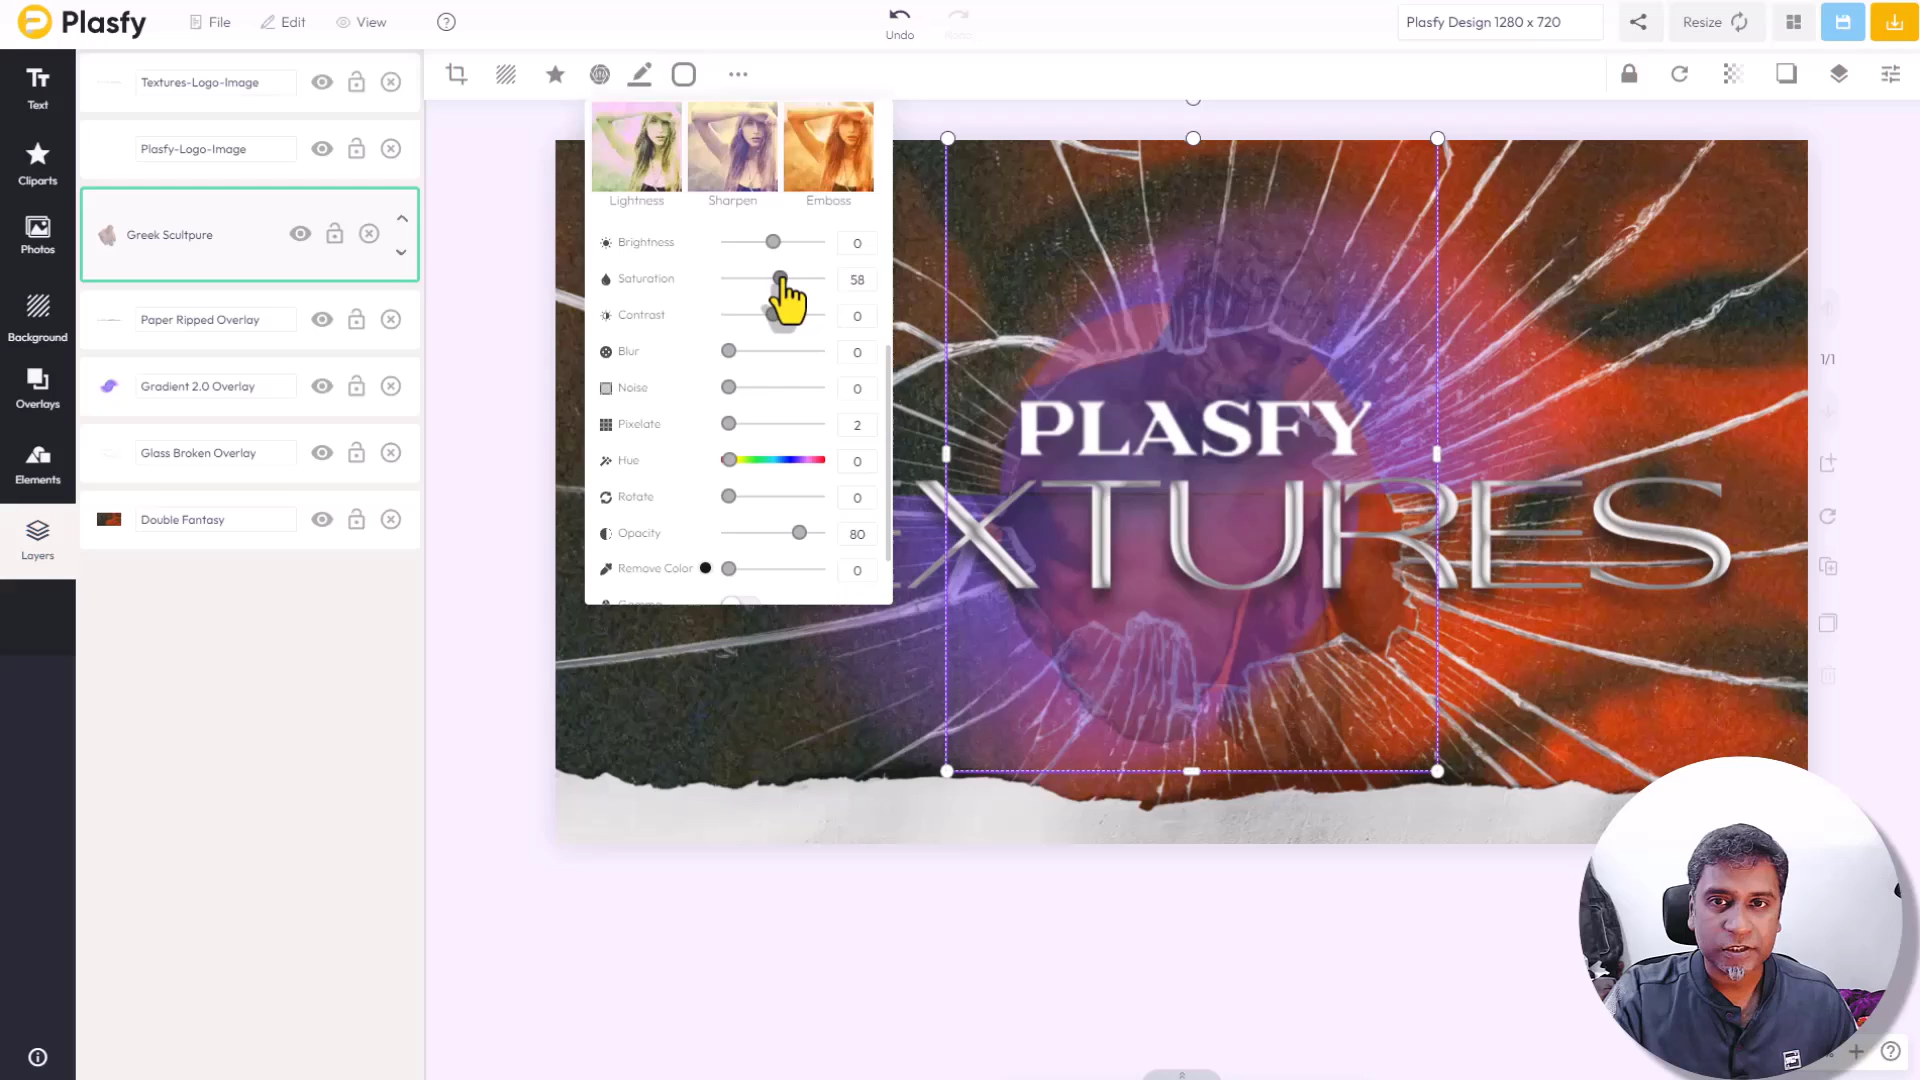 Plasfy
File
Edit
View
Undo
Redo
Plasfy Design 1280 x 720
Resize
Text
Cliparts
Photos
Background
Overlays
Elements
Layers
Textures-Logo-Image
Plasfy-Logo-Image
Greek Scultpure
Paper Ripped Overlay
Gradient 2.0 Overlay
Glass Broken Overlay
Double Fantasy
Lightness
Sharpen
Emboss
Brightness 0
Saturation 58
Contrast 0
Blur 0
Noise 0
Pixelate 2
Hue 0
Rotate 0
Opacity 80
Remove Color 0
PLASFY
EXTURES
1/1